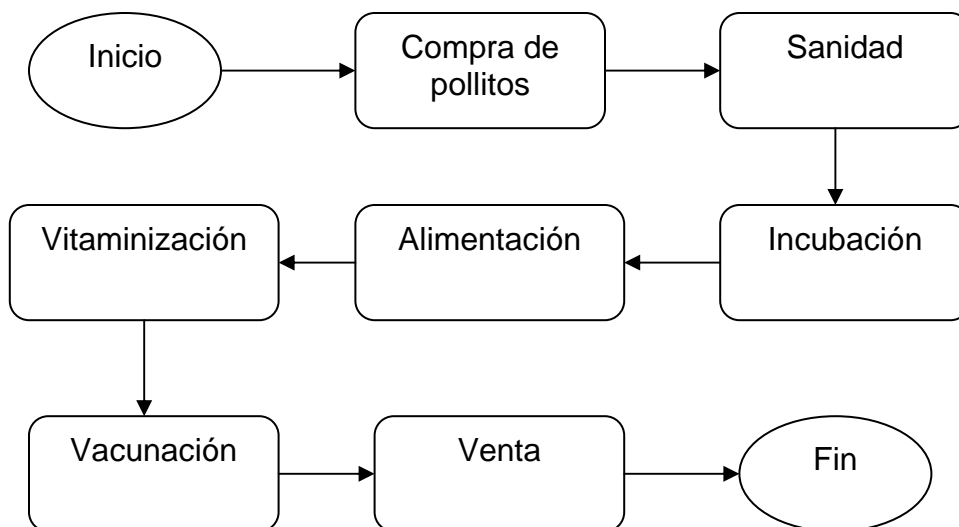 Inicio
Compra de
pollitos
Sanidad
Incubación
Alimentación
Vitaminización
Vacunación
Venta
Fin